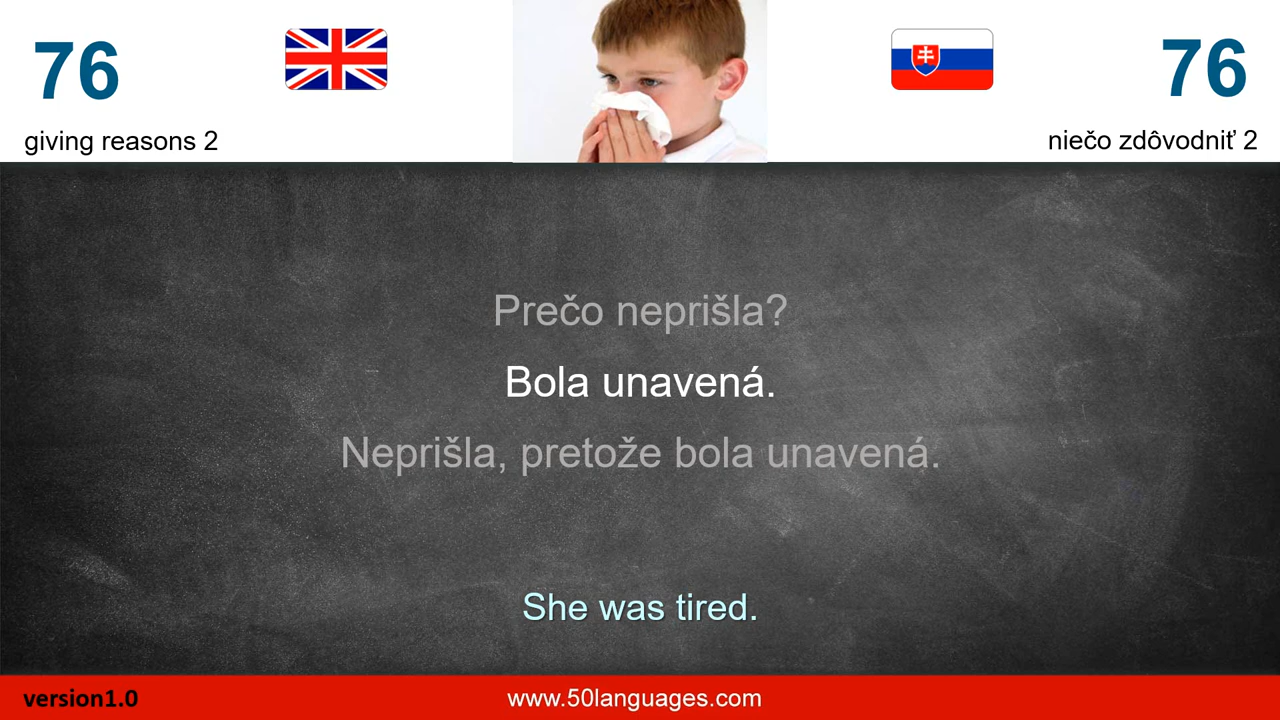 76
76
giving reasons 2
niečo zdôvodniť 2
Prečo neprišla?
Bola unavená.
Neprišla, pretože bola unavená.
She was tired.
version1.0
www.50languages.com